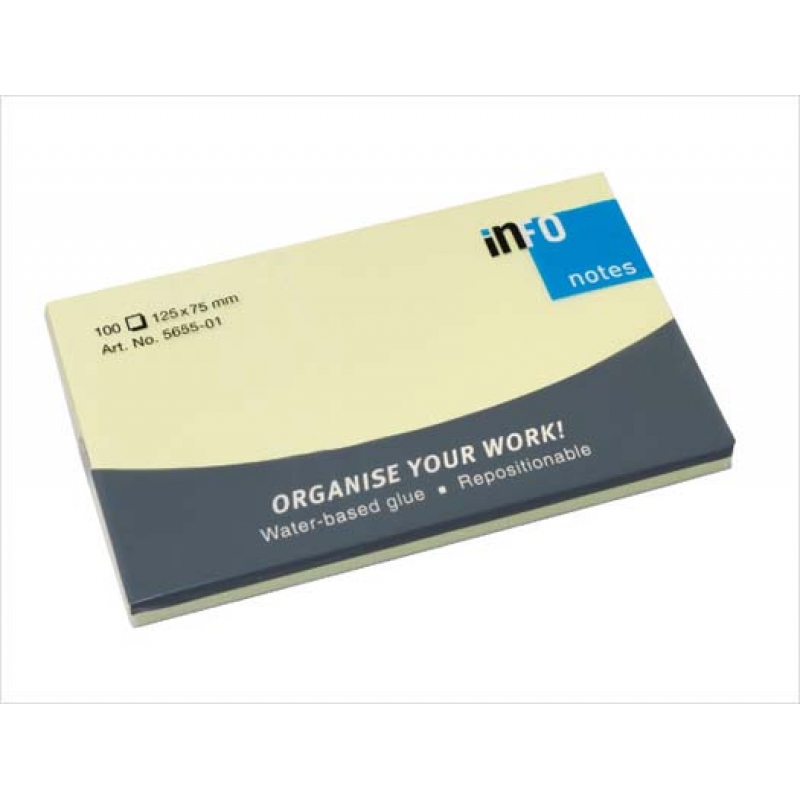 inFO
notes
100 125x75 mm
Art. No. 5655-01
ORGANISE YOUR WORK!
Water-based glue ▪ Repositionable